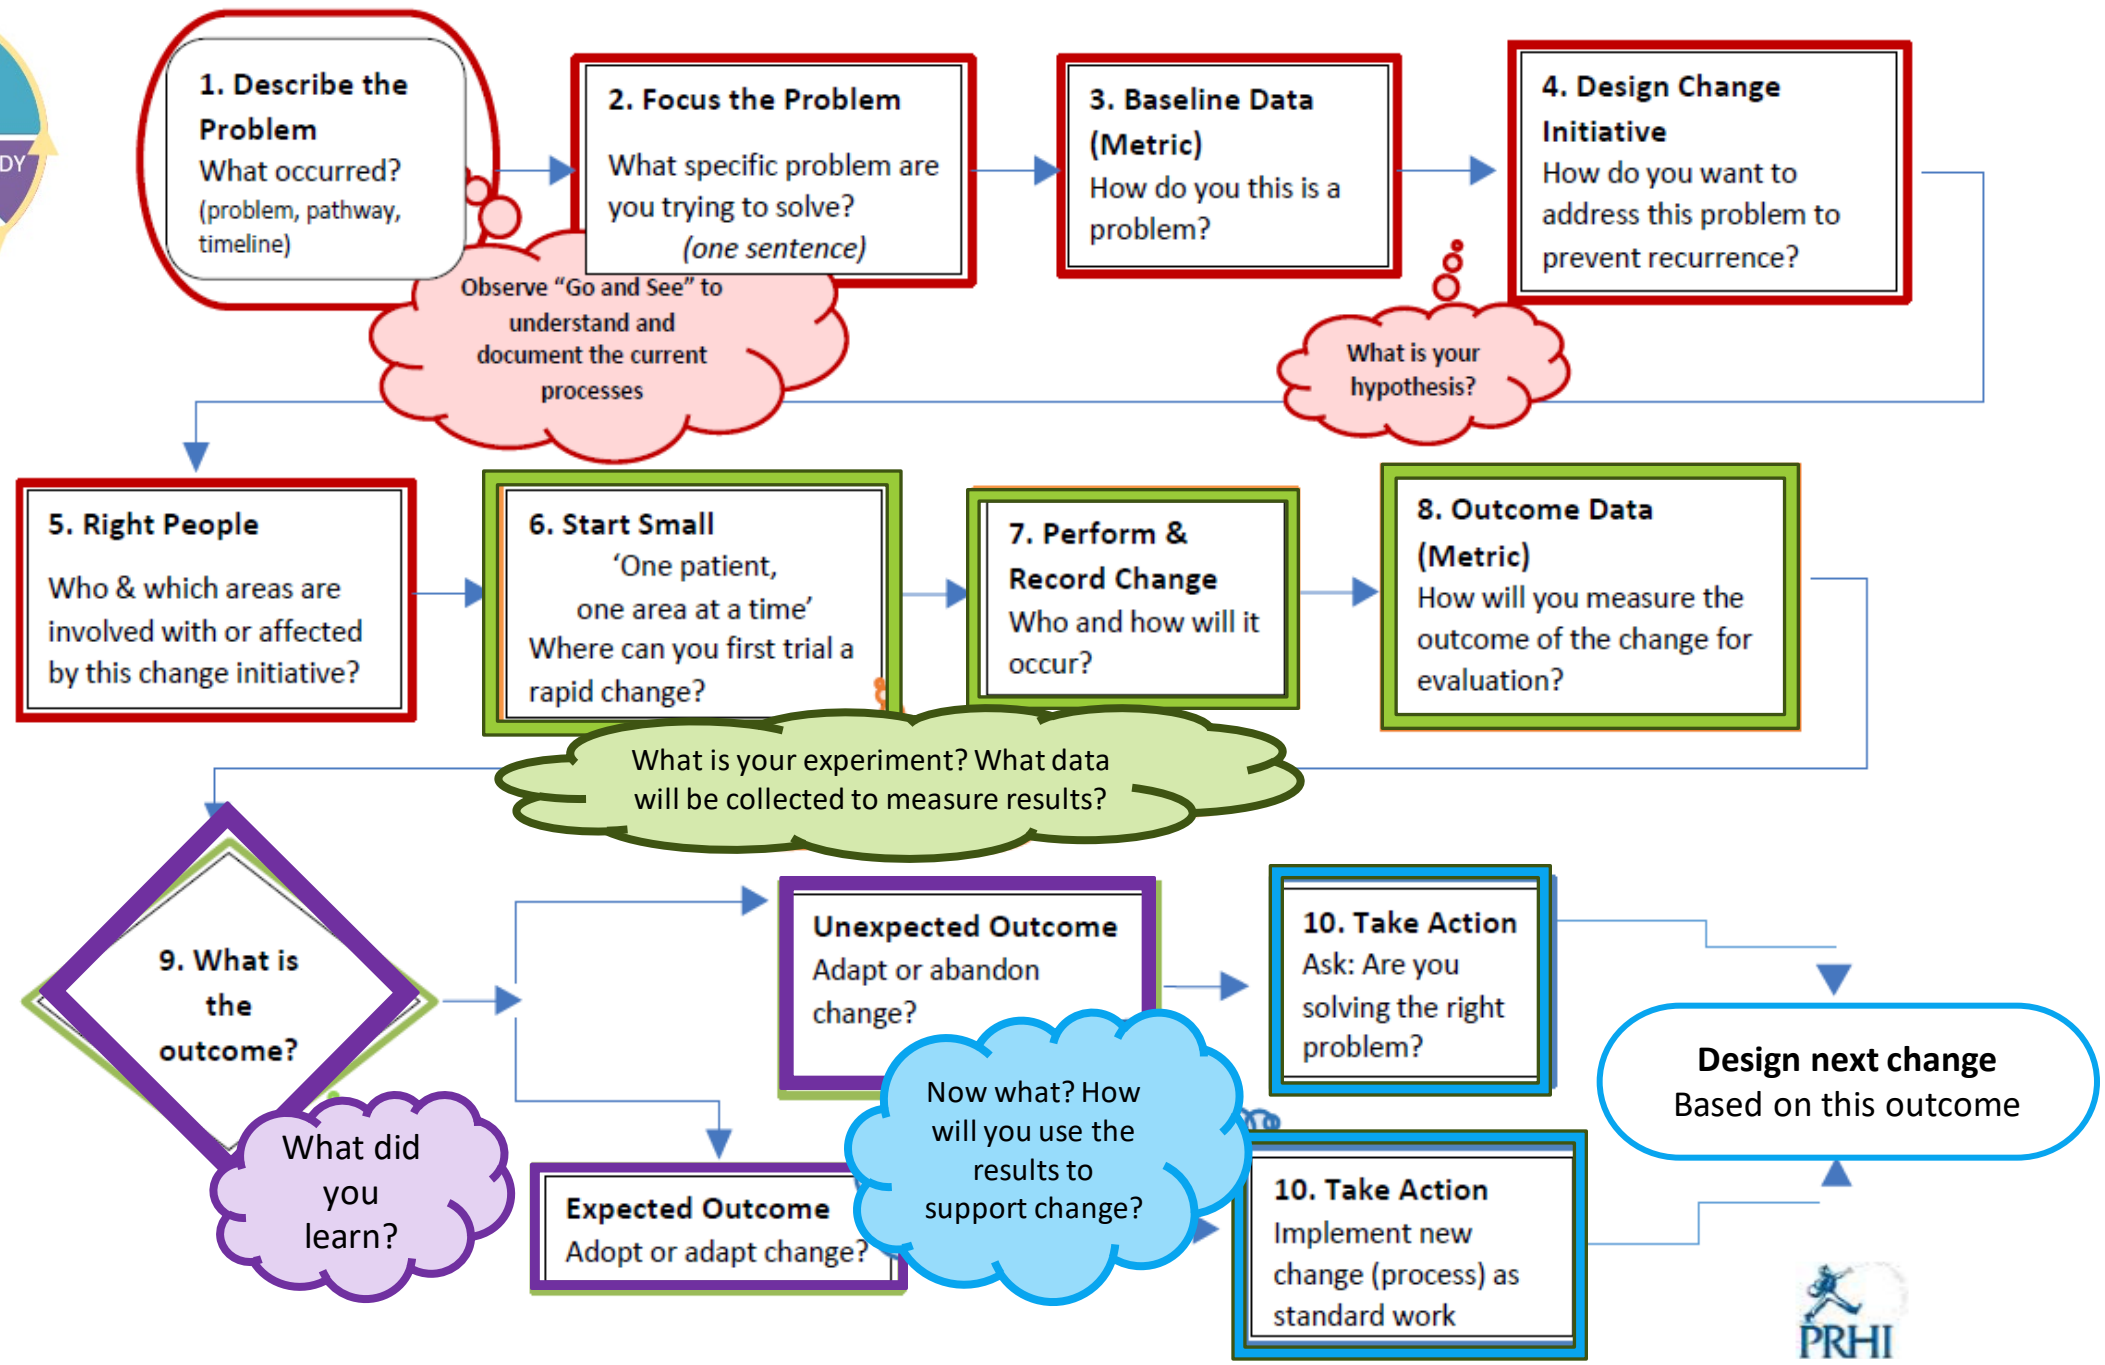 DY
1. Describe the
Problem
What occurred?
(problem, pathway,
timeline)
2. Focus the Problem
What specific problem are
you trying to solve?
(one sentence)
3. Baseline Data
(Metric)
How do you this is a
problem?
4. Design Change
Initiative
How do you want to
address this problem to
prevent recurrence?
Observe “Go and See” to
understand and
document the current
processes
What is your
hypothesis?
5. Right People
Who & which areas are
involved with or affected
by this change initiative?
6. Start Small
‘One patient,
one area at a time’
Where can you first trial a
rapid change?
7. Perform &
Record Change
Who and how will it
occur?
8. Outcome Data
(Metric)
How will you measure the
outcome of the change for
evaluation?
What is your experiment? What data
will be collected to measure results?
9. What is
the
outcome?
What did
you
learn?
Unexpected Outcome
Adapt or abandon
change?
Expected Outcome
Adopt or adapt change?
Now what? How
will you use the
results to
support change?
10. Take Action
Ask: Are you
solving the right
problem?
10. Take Action
Implement new
change (process) as
standard work
Design next change
Based on this outcome
PRHI